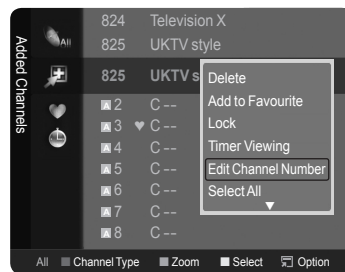 Added Channels
All
824 Television X
825 UKTV style
825 UKTV s
A 2 C --
A 3 ♥ C --
A 4 C --
A 5 C --
A 6 C --
A 7 C --
A 8 C --
Delete
Add to Favourite
Lock
Timer Viewing
Edit Channel Number
Select All
▼
All Channel Type Zoom Select Option